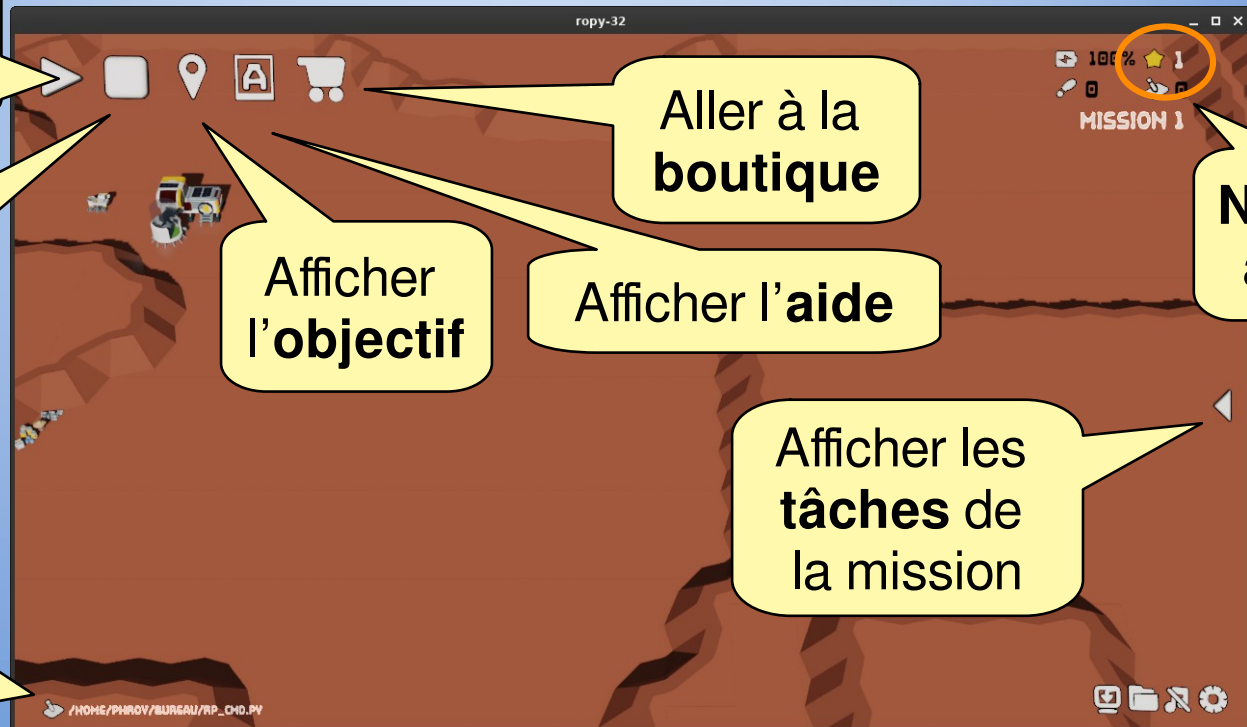 ropy-32
100% 1
0 0
MISSION 1
Aller à la
boutique
Afficher
l'objectif
Afficher l'aide
Afficher les
tâches de
la mission
/HOME/PHROV/BUREAU/RP_CMD.PY